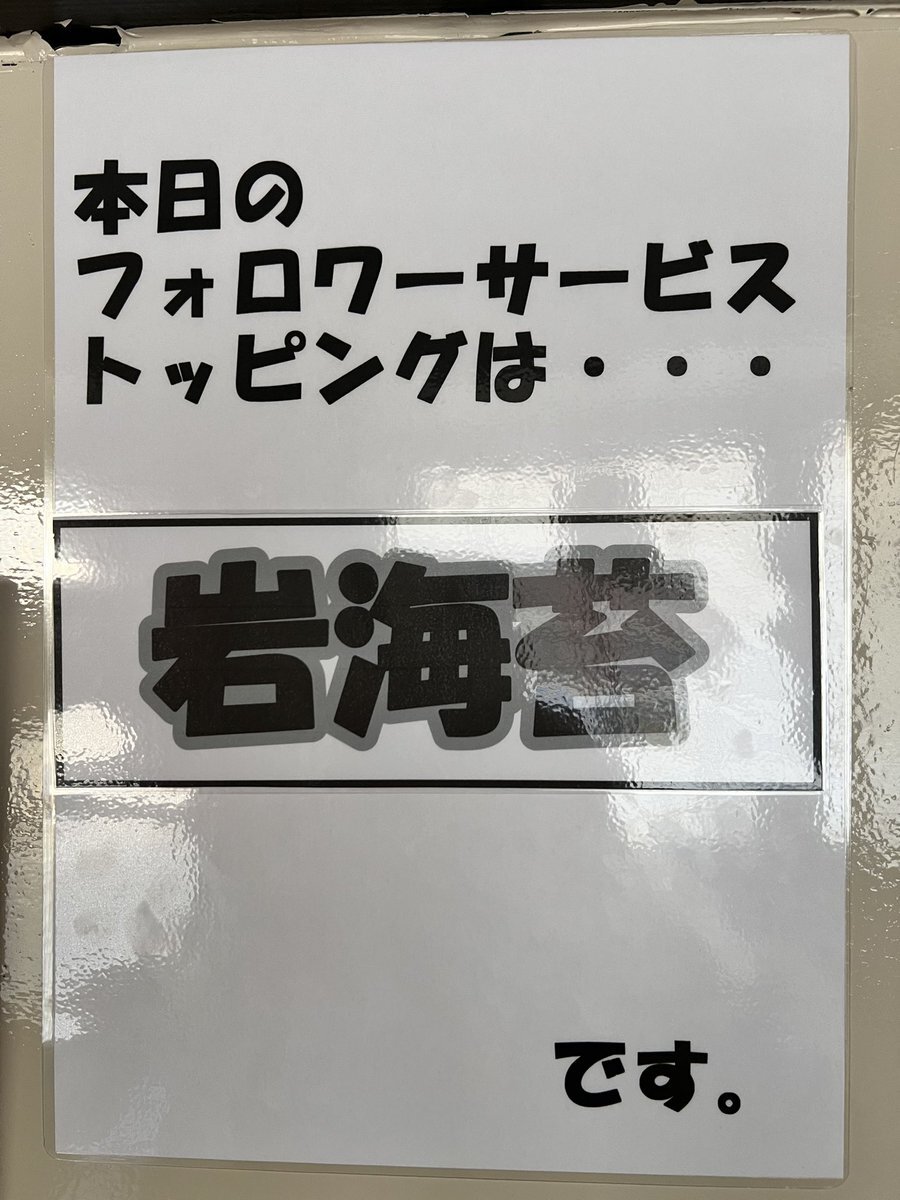 本日の
フォロワーサービス
トッピングは・・・
岩海苔
です。